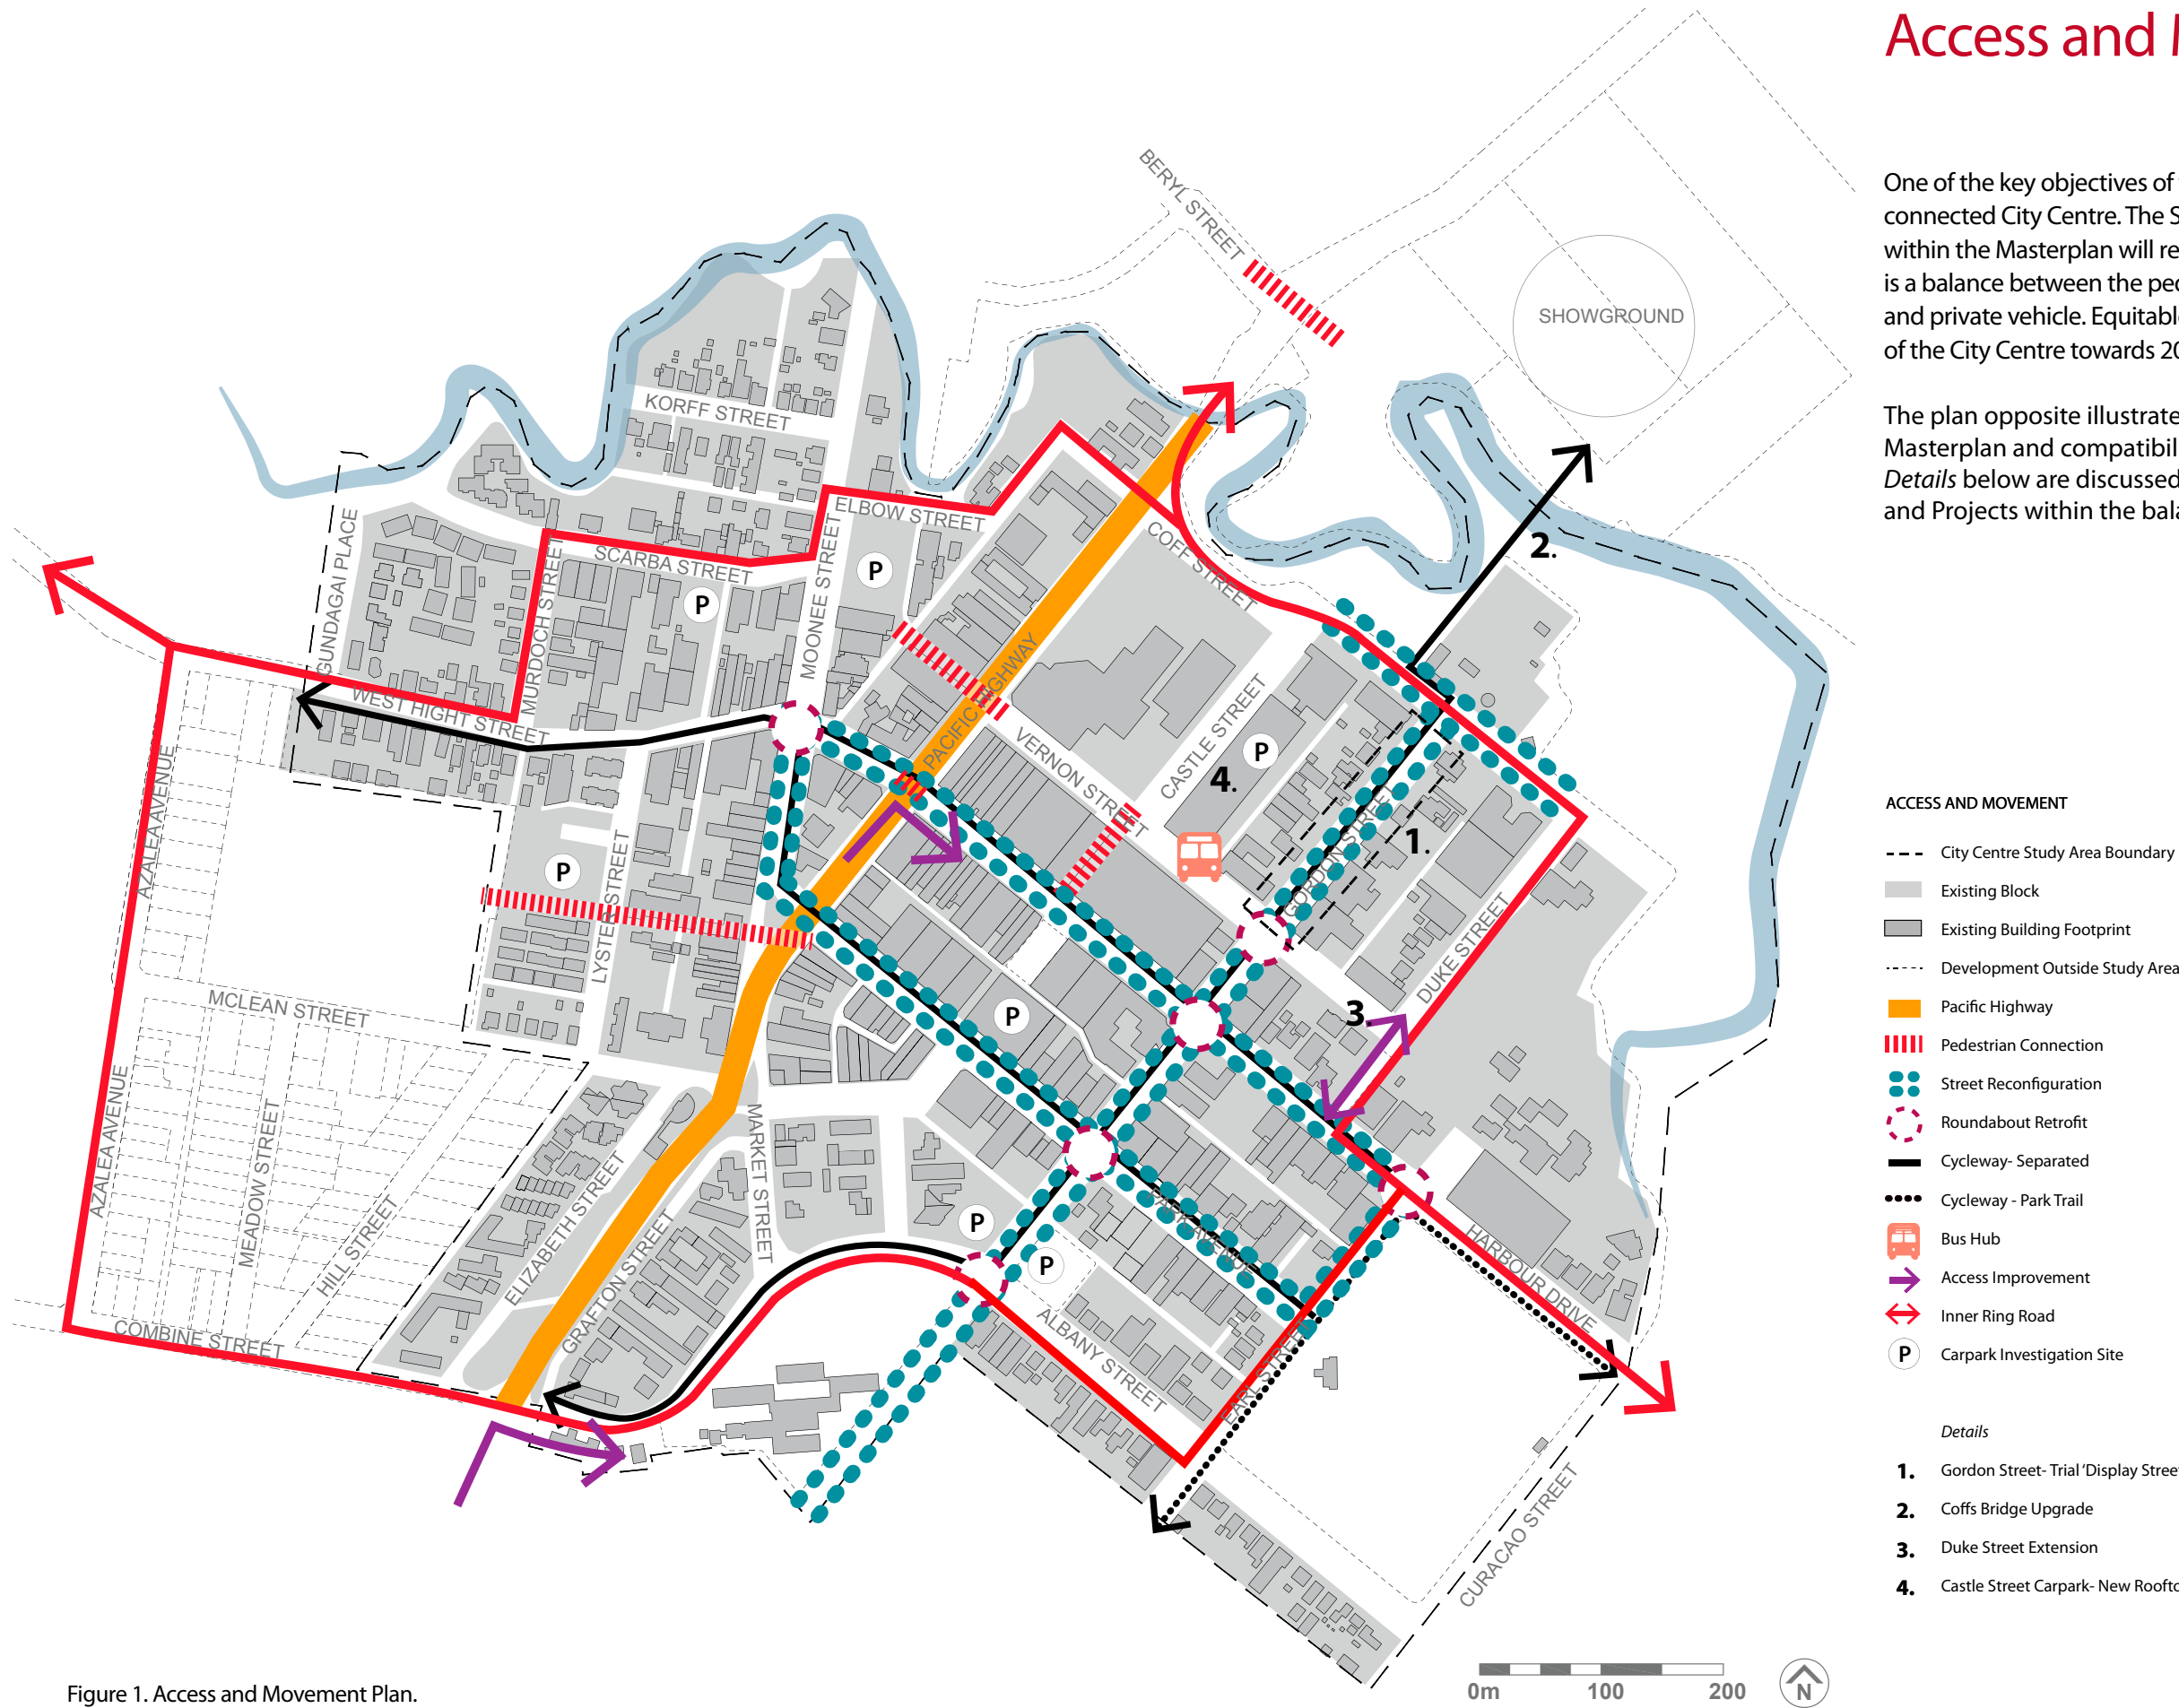 Access and M
One of the key objectives of
connected City Centre. The S
within the Masterplan will re
is a balance between the pe
and private vehicle. Equitabl
of the City Centre towards 20
The plan opposite illustrate
Masterplan and compatibil
Details below are discussed
and Projects within the bala
BERYL STREET
SHOWGROUND
KORFF STREET
ELBOW STREET
COFF STREET
SCARBA STREET
MOONEE STREET
MURDOCH STREET
GUNDAGAI PLACE
WEST HIGHT STREET
PACIFIC HIGHWAY
VERNON STREET
CASTLE STREET
GORDON STREET
DUKE STREET
LYSTER STREET
AZALEA AVENUE
MCLEAN STREET
AZALEA AVENUE
MEADOW STREET
HILL STREET
ELIZABETH STREET
GRAFTON STREET
MARKET STREET
PARK AVENUE
ALBANY STREET
EARL STREET
HARBOUR DRIVE
COMBINE STREET
CURACAO STREET
P
P
P
P
P
P
P
1.
2.
3.
4.
ACCESS AND MOVEMENT
City Centre Study Area Boundary
Existing Block
Existing Building Footprint
Development Outside Study Area
Pacific Highway
Pedestrian Connection
Street Reconfiguration
Roundabout Retrofit
Cycleway- Separated
Cycleway - Park Trail
Bus Hub
Access Improvement
Inner Ring Road
P Carpark Investigation Site
Details
1. Gordon Street- Trial 'Display Stree
2. Coffs Bridge Upgrade
3. Duke Street Extension
4. Castle Street Carpark- New Roofto
0m 100 200
N
Figure 1. Access and Movement Plan.